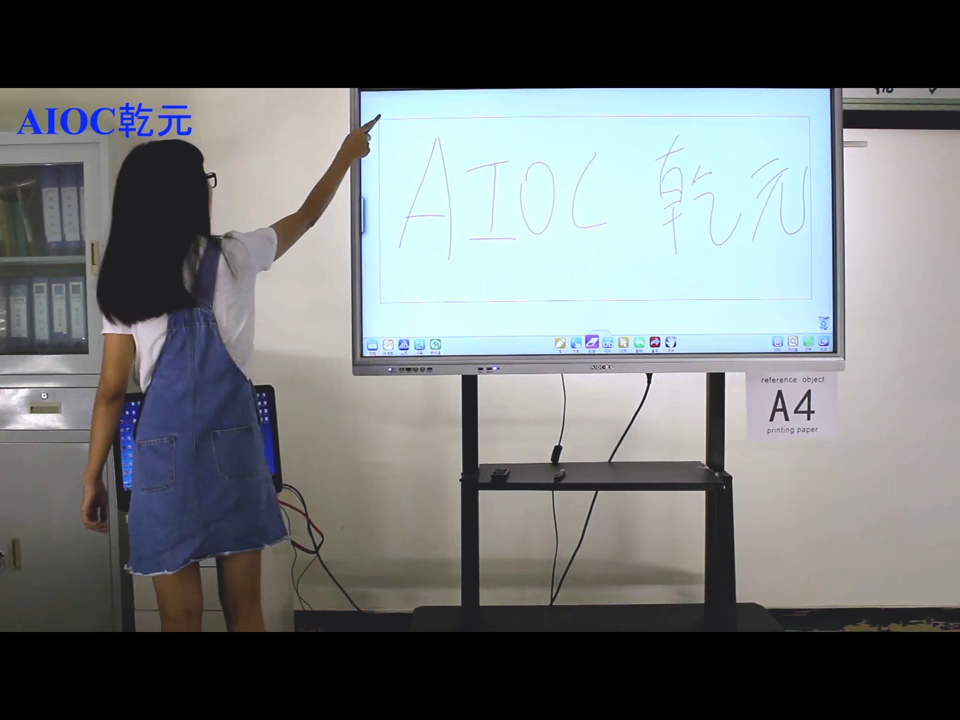 AIOC乾元
AIOC 乾元
reference object
A4
printing paper